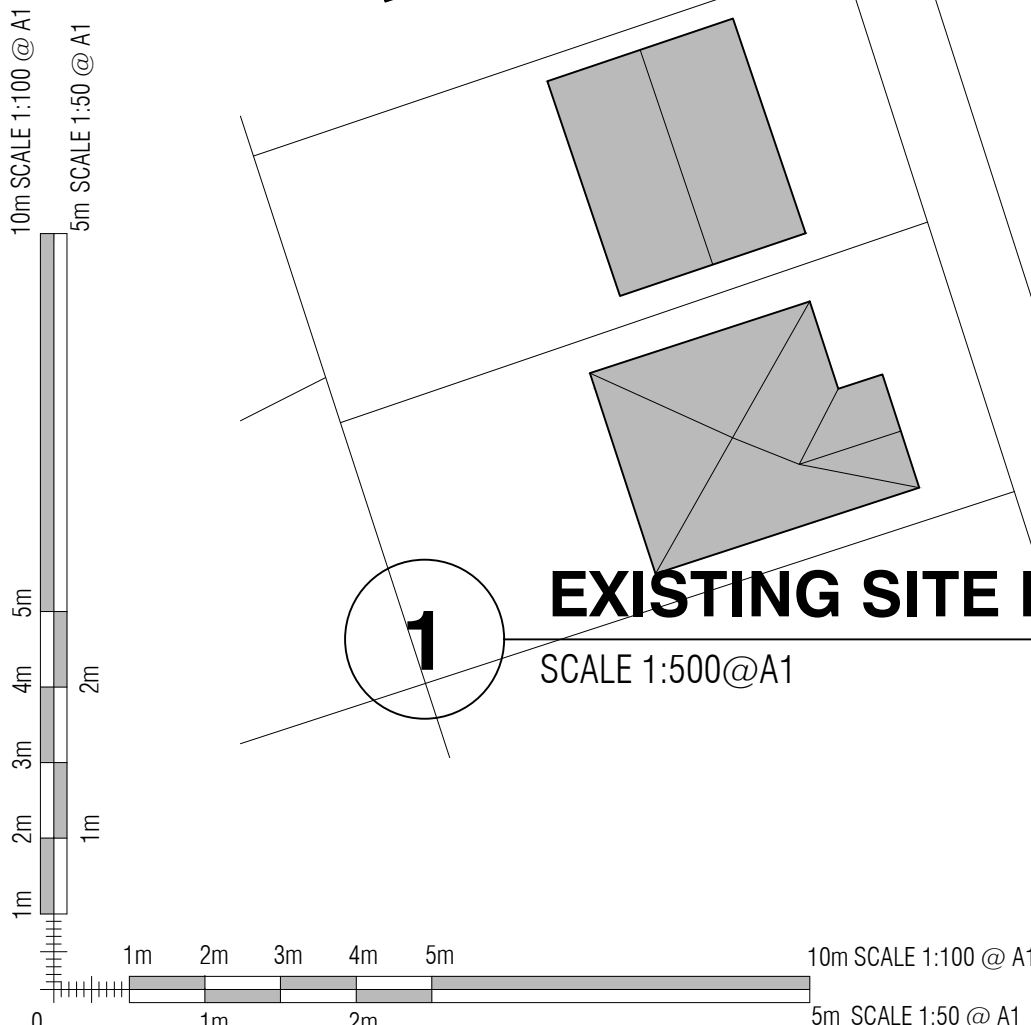 10m SCALE 1:100 @ A1
5m SCALE 1:50 @ A1
5m
4m
3m
2m
1m
2m
1m
1
EXISTING SITE
SCALE 1:500@A1
1m 2m 3m 4m 5m 10m SCALE 1:100 @ A1
0 1m 2m 5m SCALE 1:50 @ A1